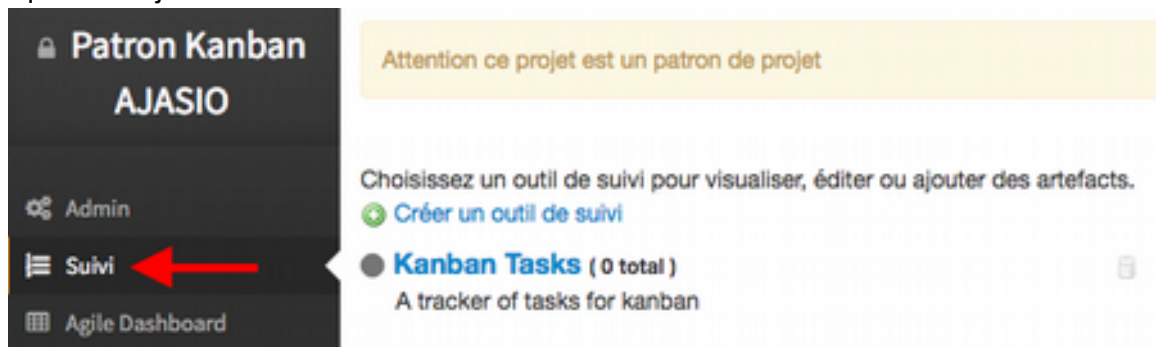 Patron Kanban
AJASIO
Attention ce projet est un patron de projet
Choisissez un outil de suivi pour visualiser, éditer ou ajouter des artefacts.
Créer un outil de suivi
Admin
Suivi
Kanban Tasks ( 0 total )
A tracker of tasks for kanban
Agile Dashboard